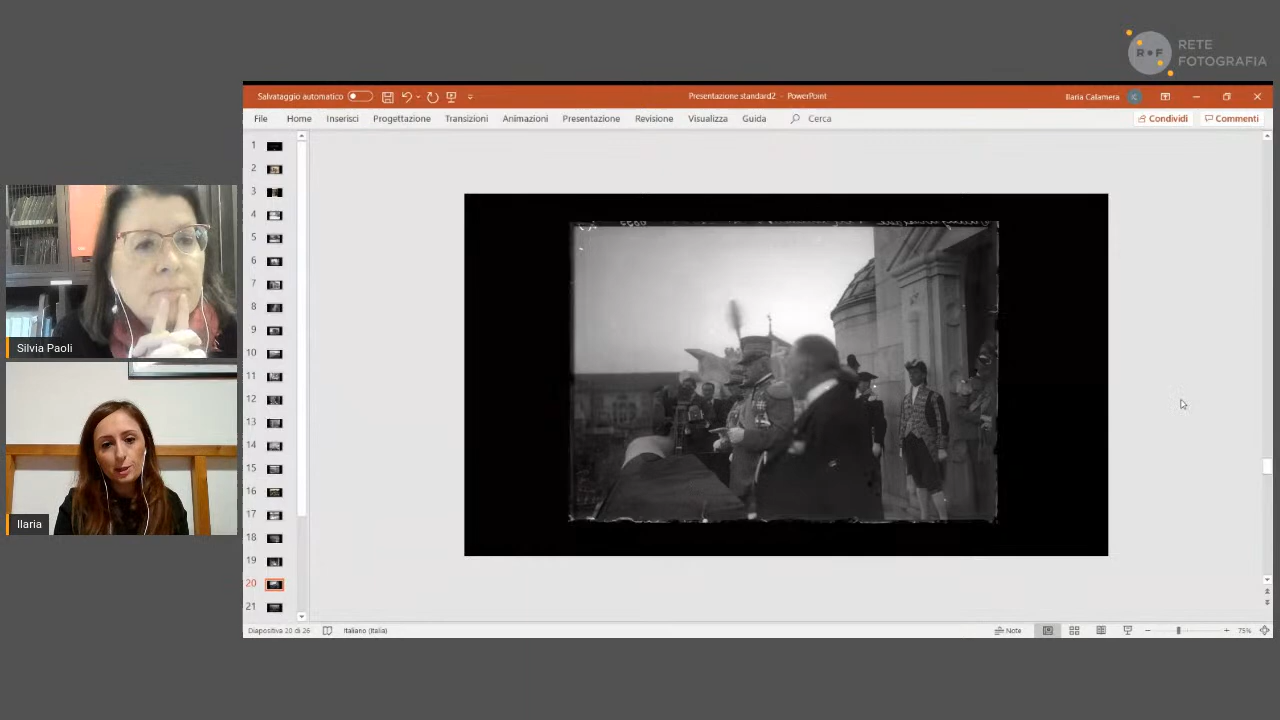 R●F
RETE
FOTOGRAFIA
Salvataggio automatico
Presentazione standard2 - PowerPoint
Ilaria Calamera
File Home Inserisci Progettazione Transizioni Animazioni Presentazione Revisione Visualizza Guida Cerca
Condividi Commenti
1
2
3
4
5
6
7
8
9
10
11
12
13
14
15
16
17
18
19
20
21
Silvia Paoli
Ilaria
Diapositiva 20 di 26 Italiano (Italia) Note 75%